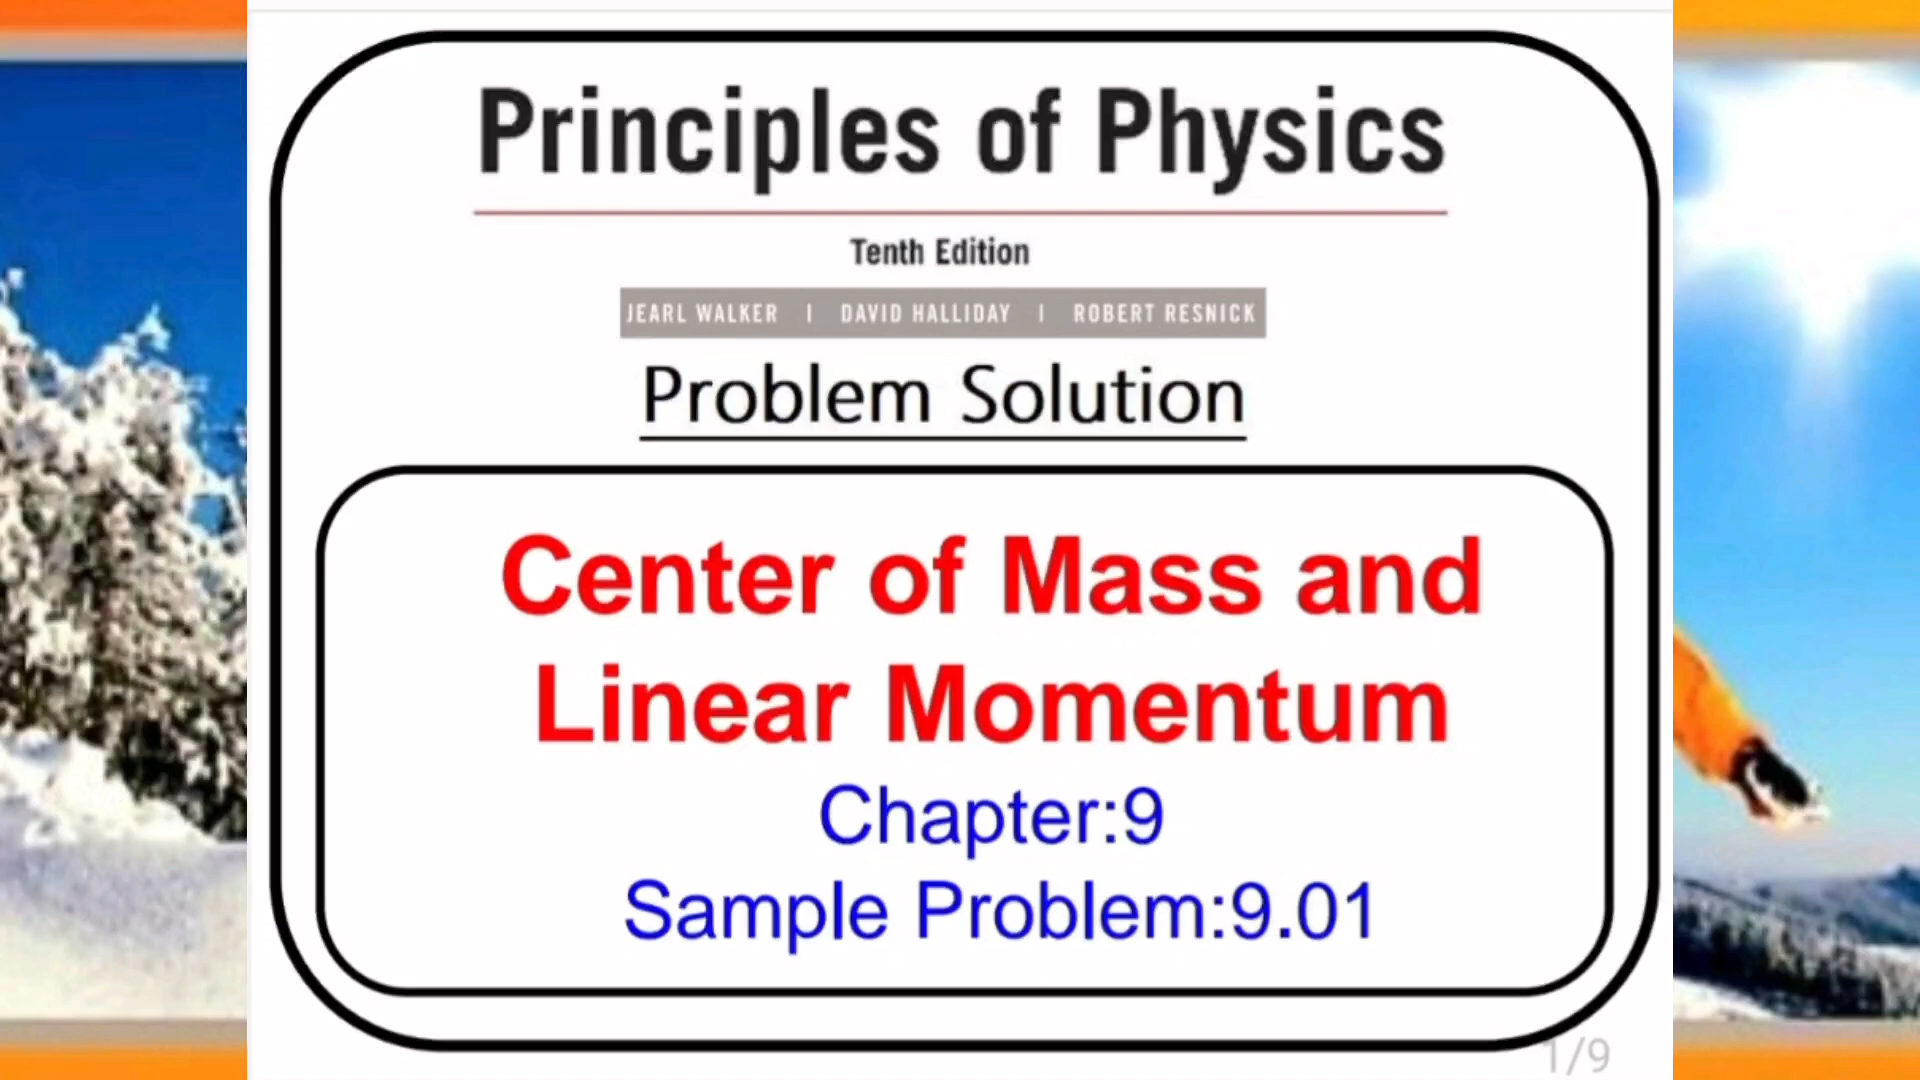 Principles of Physics
Tenth Edition
JEARL WALKER | DAVID HALLIDAY | ROBERT RESNICK
Problem Solution
Center of Mass and
Linear Momentum
Chapter:9
Sample Problem:9.01
1/9